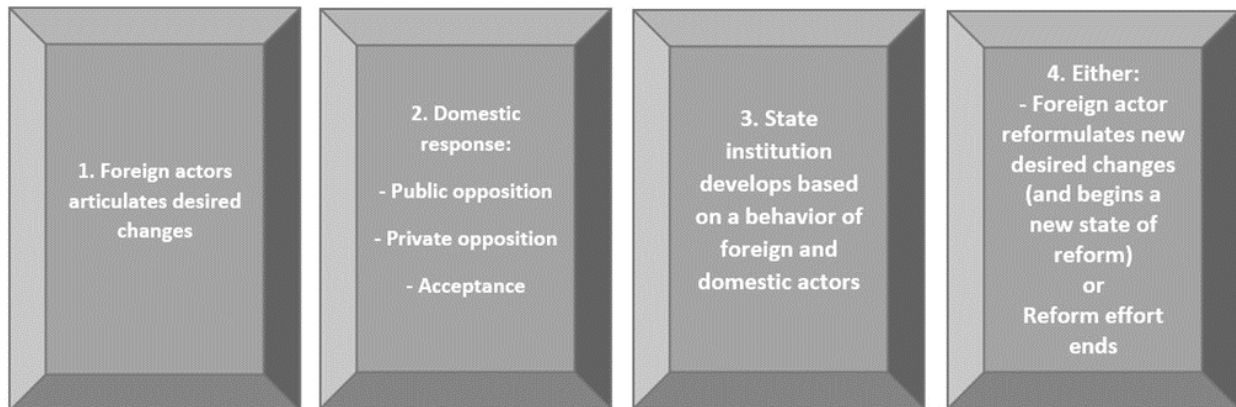 1. Foreign actors
articulates desired
changes
2. Domestic
response:
- Public opposition
- Private opposition
- Acceptance
3. State
institution
develops based
on a behavior of
foreign and
domestic actors
4. Either:
- Foreign actor
reformulates new
desired changes
(and begins a
new state of
reform)
or
Reform effort
ends